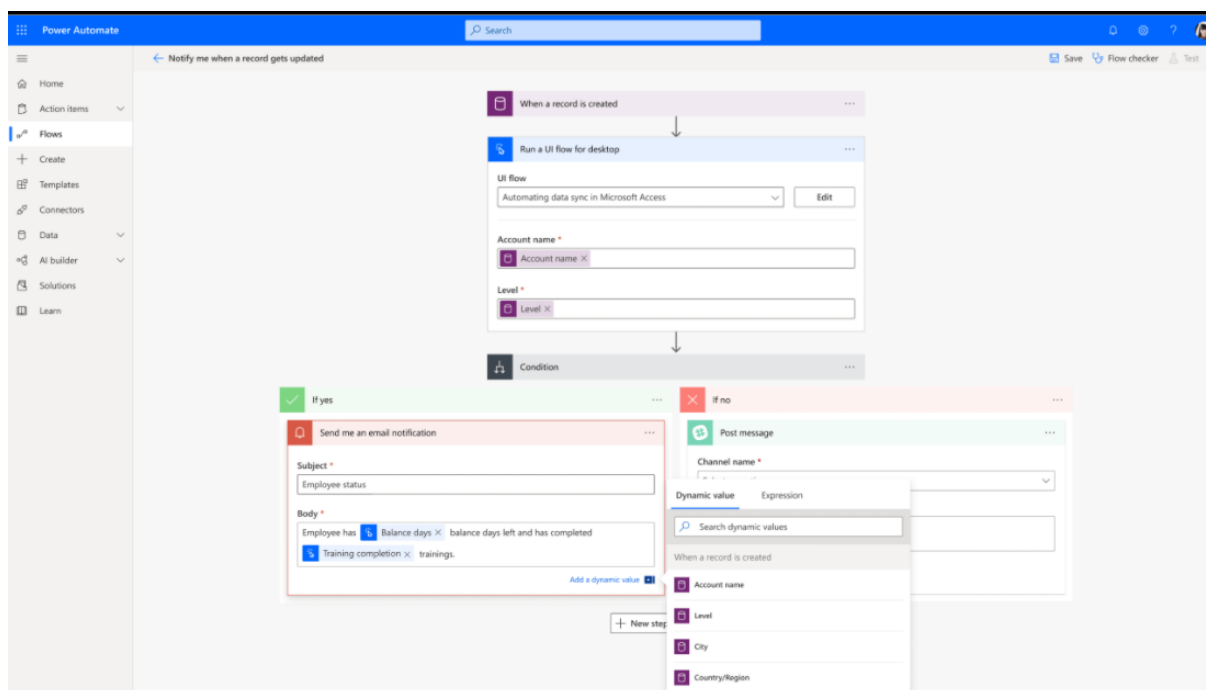 Power Automate
Search
Notify me when a record gets updated
Save
Flow checker
Test
Home
Action items
Flows
Create
Templates
Connectors
Data
AI builder
Solutions
Learn
When a record is created
Run a UI flow for desktop
UI flow
Automating data sync in Microsoft Access
Edit
Account name *
Account name ×
Level *
Level ×
Condition
If yes
If no
Send me an email notification
Subject *
Employee status
Body *
Employee has Balance days × balance days left and has completed
Training completion × trainings.
Add a dynamic value
Post message
Channel name *
Dynamic value
Expression
Search dynamic values
When a record is created
Account name
Level
City
Country/Region
+ New step